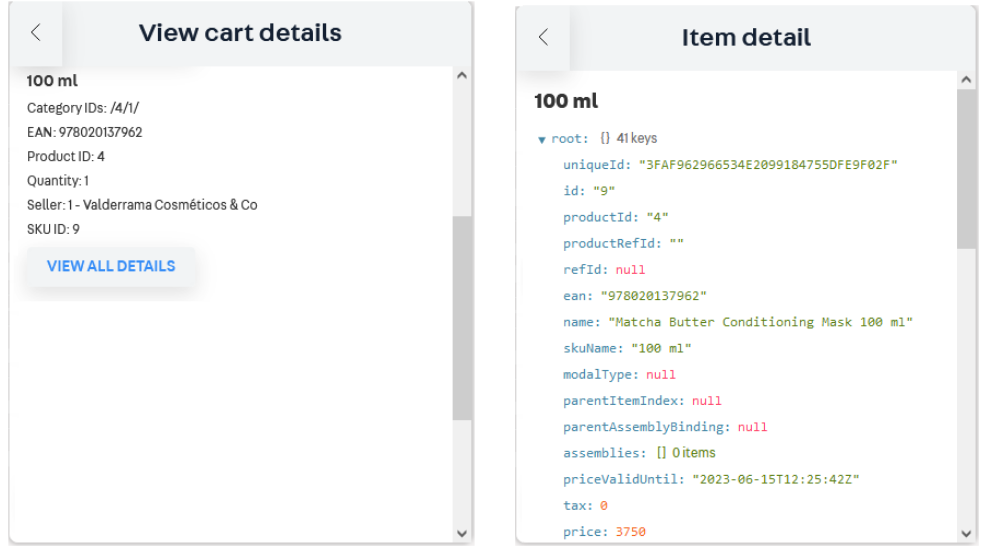 View cart details
100 ml
Category IDs: /4/1/
EAN: 978020137962
Product ID: 4
Quantity: 1
Seller: 1 - Valderrama Cosméticos & Co
SKU ID: 9
VIEW ALL DETAILS
Item detail
100 ml
root: {} 41 keys
uniqueId: "3FAF962966534E2099184755DFE9F02F"
id: "9"
productId: "4"
productRefId: ""
refId: null
ean: "978020137962"
name: "Matcha Butter Conditioning Mask 100 ml"
skuName: "100 ml"
modalType: null
parentItemIndex: null
parentAssemblyBinding: null
assemblies: [] 0 items
priceValidUntil: "2023-06-15T12:25:42Z"
tax: 0
price: 3750